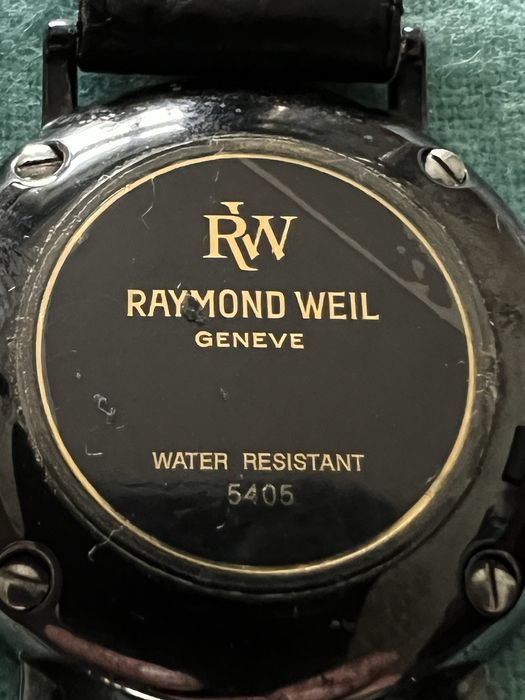 RW
RAYMOND WEIL
GENEVE
WATER RESISTANT
5405